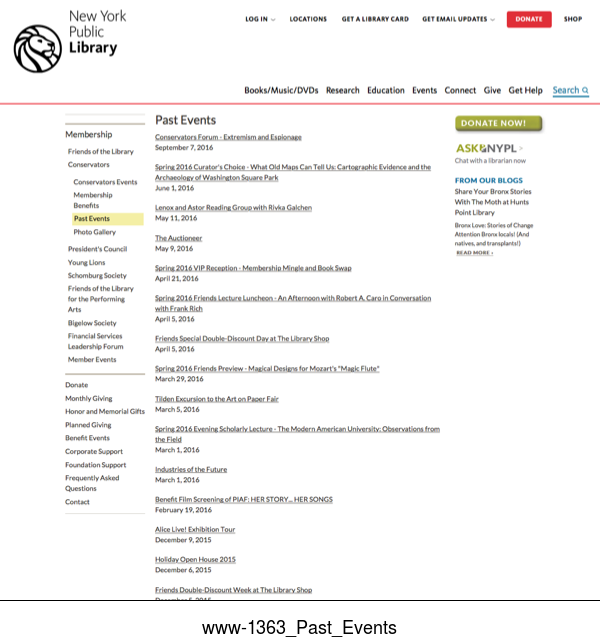 New York
Public
Library
LOG IN
LOCATIONS
GET A LIBRARY CARD
GET EMAIL UPDATES
DONATE
SHOP
Books/Music/DVDs
Research
Education
Events
Connect
Give
Get Help
Search
Membership
Friends of the Library
Conservators
Conservators Events
Membership
Benefits
Past Events
Photo Gallery
President's Council
Young Lions
Schomburg Society
Friends of the Library
for the Performing
Arts
Bigelow Society
Financial Services
Leadership Forum
Member Events
Donate
Monthly Giving
Honor and Memorial Gifts
Planned Giving
Benefit Events
Corporate Support
Foundation Support
Frequently Asked
Questions
Contact
Past Events
Conservators Forum - Extremism and Espionage
September 7, 2016
Spring 2016 Curator's Choice - What Old Maps Can Tell Us: Cartographic Evidence and the
Archaeology of Washington Square Park
June 1, 2016
Lenox and Astor Reading Group with Rivka Galchen
May 11, 2016
The Auctioneer
May 9, 2016
Spring 2016 VIP Reception - Membership Mingle and Book Swap
April 21, 2016
Spring 2016 Friends Lecture Luncheon - An Afternoon with Robert A. Caro in Conversation
with Frank Rich
April 5, 2016
Friends Special Double-Discount Day at The Library Shop
April 5, 2016
Spring 2016 Friends Preview - Magical Designs for Mozart's "Magic Flute"
March 29, 2016
Tilden Excursion to the Art on Paper Fair
March 5, 2016
Spring 2016 Evening Scholarly Lecture - The Modern American University: Observations from
the Field
March 1, 2016
Industries of the Future
March 1, 2016
Benefit Film Screening of PIAF: HER STORY... HER SONGS
February 19, 2016
Alice Live! Exhibition Tour
December 9, 2015
Holiday Open House 2015
December 6, 2015
Friends Double-Discount Week at The Library Shop
December 5, 2015
DONATE NOW!
ASK NYPL
Chat with a librarian now
FROM OUR BLOGS
Share Your Bronx Stories
With The Moth at Hunts
Point Library
Bronx Love: Stories of Change
Attention Bronx locals! (And
natives, and transplants!)
READ MORE ›
www-1363_Past_Events